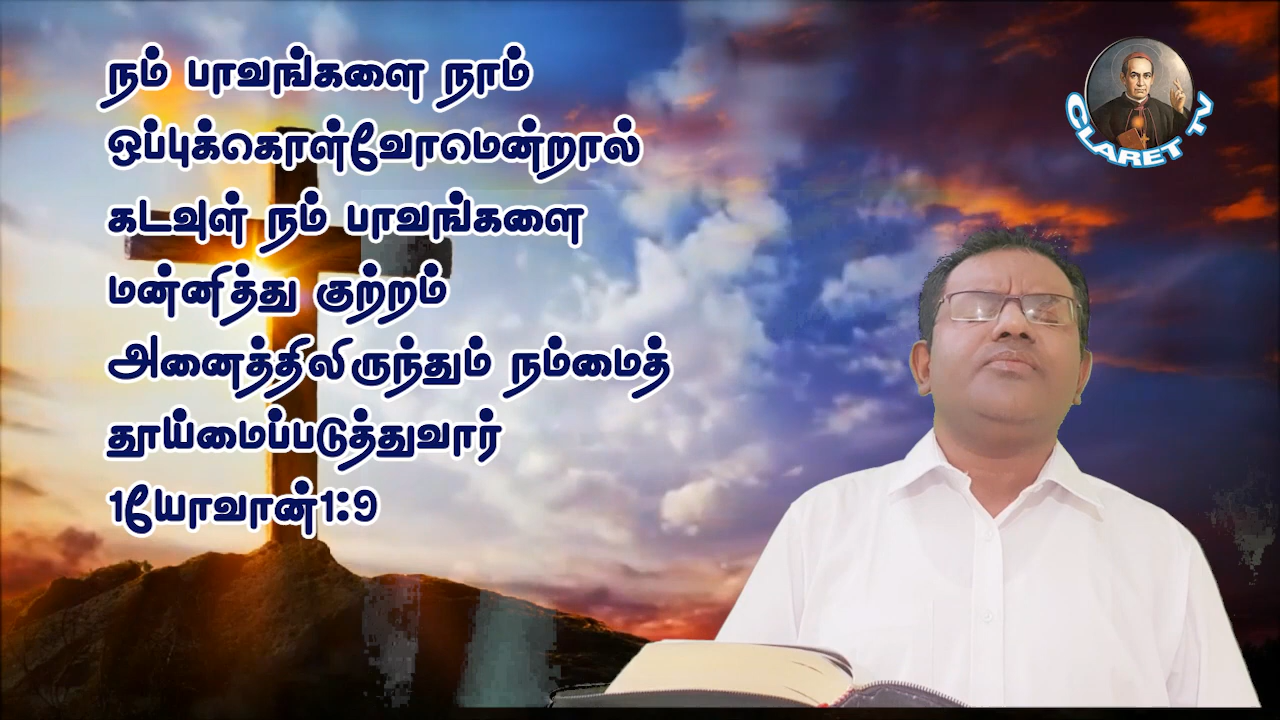 நம் பாவங்களை நாம்
ஒப்புக்கொள்வோமென்றால்
கடவுள் நம் பாவங்களை
மன்னித்து குற்றம்
அனைத்திலிருந்தும் நம்மைத்
தூய்மைப்படுத்துவார்
1யோவான்1:9
CLARET TV